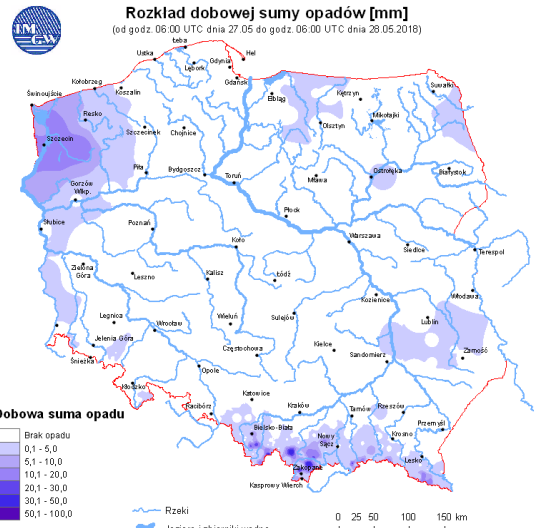 IM
GW
Rozkład dobowej sumy opadów [mm]
(od godz. 06:00 UTC dnia 27.05 do godz. 06:00 UTC dnia 28.05.2018)
Łeba
Ustka
Hel
Gdynia
Lębork
Gdańsk
Kołobrzeg
Koszalin
Świnoujście
Elbląg
Kętrzyn
Suwałki
Resko
Mikołajki
Szczecinek
Chojnice
Olsztyn
Szczecin
Piła
Bydgoszcz
Toruń
Mława
Ostrołęka
Białystok
Gorzów
Wlkp.
Płock
Słubice
Poznań
Koło
Warszawa
Siedlce
Terespol
Zielona
Góra
Leszno
Kalisz
Łódź
Kozienice
Włodawa
Legnica
Wrocław
Wieluń
Sulejów
Lublin
Jelenia Góra
Śnieżka
Częstochowa
Kielce
Sandomierz
Zamość
Opole
Kłodzko
Katowice
Racibórz
Kraków
Tarnów
Rzeszów
Bielsko-Biała
Nowy
Sącz
Krosno
Przemyśl
Lesko
Zakopane
Kasprowy Wierch
Dobowa suma opadu
Brak opadu
0,1 - 5,0
5,1 - 10,0
10,1 - 20,0
20,1 - 30,0
30,1 - 50,0
50,1 - 100,0
Rzeki
Jeziora i zbiorniki wodne
0 25 50 100 150 km